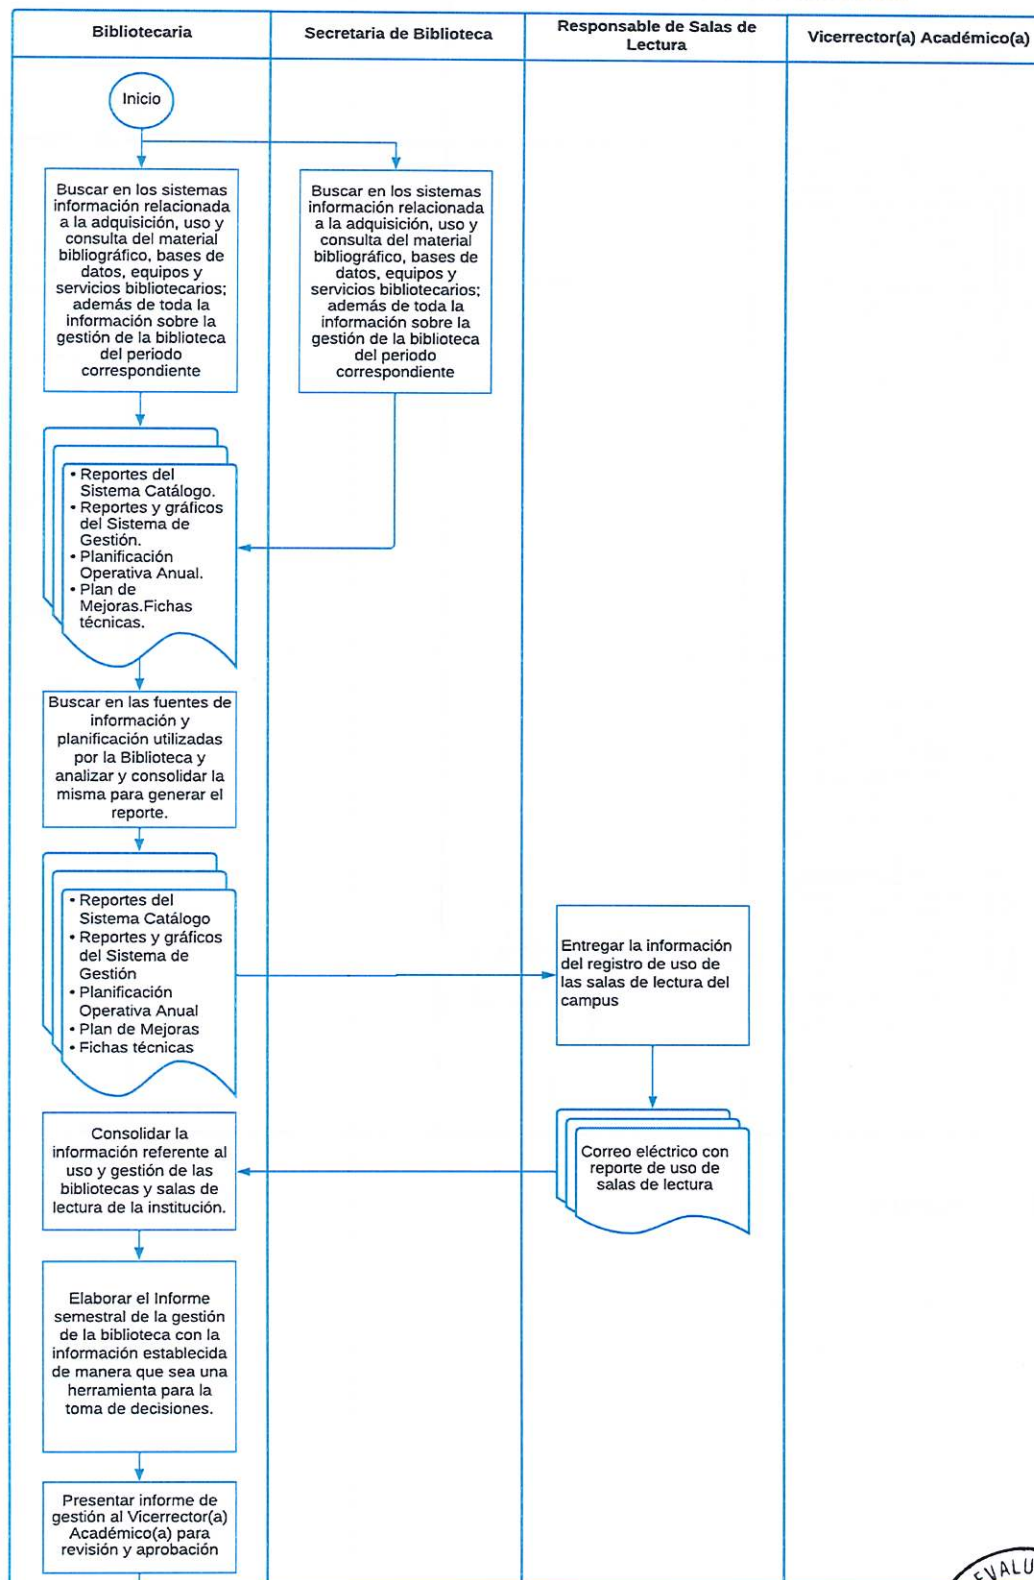 Bibliotecaria
Secretaria de Biblioteca
Responsable de Salas de
Lectura
Vicerrector(a) Académico(a)
Inicio
Buscar en los sistemas
información relacionada
a la adquisición, uso y
consulta del material
bibliográfico, bases de
datos, equipos y
servicios bibliotecarios;
además de toda la
información sobre la
gestión de la biblioteca
del periodo
correspondiente
Buscar en los sistemas
información relacionada
a la adquisición, uso y
consulta del material
bibliográfico, bases de
datos, equipos y
servicios bibliotecarios;
además de toda la
información sobre la
gestión de la biblioteca
del periodo
correspondiente
• Reportes del
Sistema Catálogo.
• Reportes y gráficos
del Sistema de
Gestión.
• Planificación
Operativa Anual.
• Plan de
Mejoras.Fichas
técnicas.
Buscar en las fuentes de
información y
planificación utilizadas
por la Biblioteca y
analizar y consolidar la
misma para generar el
reporte.
• Reportes del
Sistema Catálogo
• Reportes y gráficos
del Sistema de
Gestión
• Planificación
Operativa Anual
• Plan de Mejoras
• Fichas técnicas
Entregar la información
del registro de uso de
las salas de lectura del
campus
Correo eléctrico con
reporte de uso de
salas de lectura
Consolidar la
información referente al
uso y gestión de las
bibliotecas y salas de
lectura de la institución.
Elaborar el Informe
semestral de la gestión
de la biblioteca con la
información establecida
de manera que sea una
herramienta para la
toma de decisiones.
Presentar informe de
gestión al Vicerrector(a)
Académico(a) para
revisión y aprobación